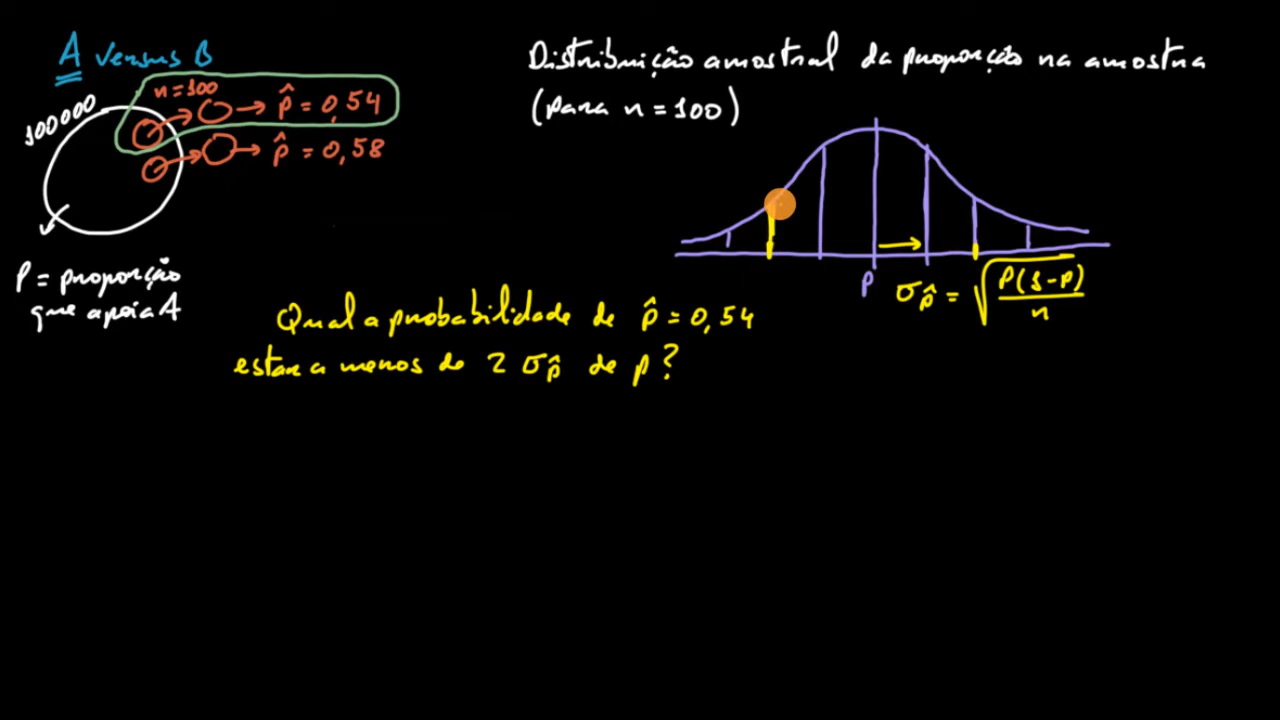 A versus B
100000
n = 100
p̂ = 0,54
p̂ = 0,58
P = proporção
que apoia A
Distribuição amostral da proporção na amostra
(para n = 100)
P
σp̂ = √(P(1-P)/n)
Qual a probabilidade de p̂ = 0,54
estar a menos de 2 σp̂ de p?